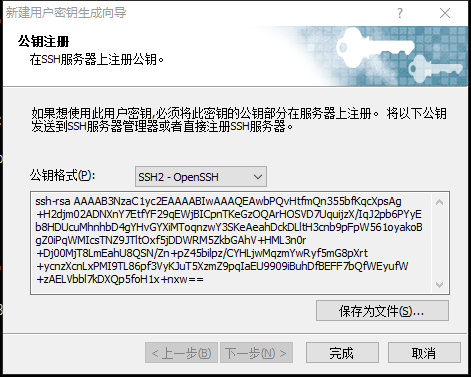 新建用户密钥生成向导
公钥注册
在SSH服务器上注册公钥。
如果想使用此用户密钥,必须将此密钥的公钥部分在服务器上注册。 将以下公钥
发送到SSH服务器管理器或者直接注册SSH服务器。
公钥格式(P):
SSH2 - OpenSSH
ssh-rsa AAAAB3NzaC1yc2EAAAABIwAAAQEAwbPQvHtfmQn355bfKqcXpsAg
+H2djm02ADNXnY7EtfYF29qEWjBICpnTKeGzOQArHOSVD7UquijzX/IqJ2pb6PYyE
b8HDUcuMhnhbD4gYHvGYXiMToqnzwY3SKeAeahDckDLltH3cnb9pFpW561oyakoB
gZ0iPqWMIcsTNZ9JTltOxf5jDDWRM5ZkbGAhV+HML3n0r
+Dj00MjT8LmEahU8QSN/Zn+pZ45bilpz/CYHLjwMqzmYwRyf5mG8pXrt
+ycnzXcnLxPMI9TL86pf3VyKJuT5XzmZ9pqIaEU9909iBuhDfBEFF7bQfWEyufW
+zAELVbbl7kDXQp5foH1x+nxw==
保存为文件(S)...
< 上一步(B)
下一步(N) >
完成
取消